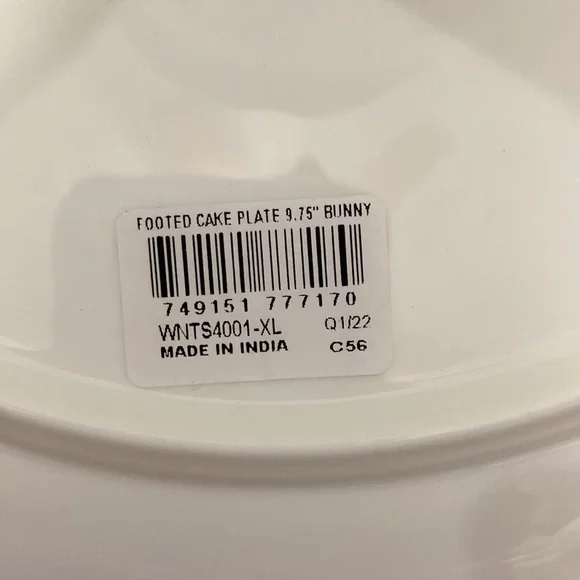 FOOTED CAKE PLATE 9.75" BUNNY
749151 777170
WNTS4001-XL Q1/22
MADE IN INDIA C56